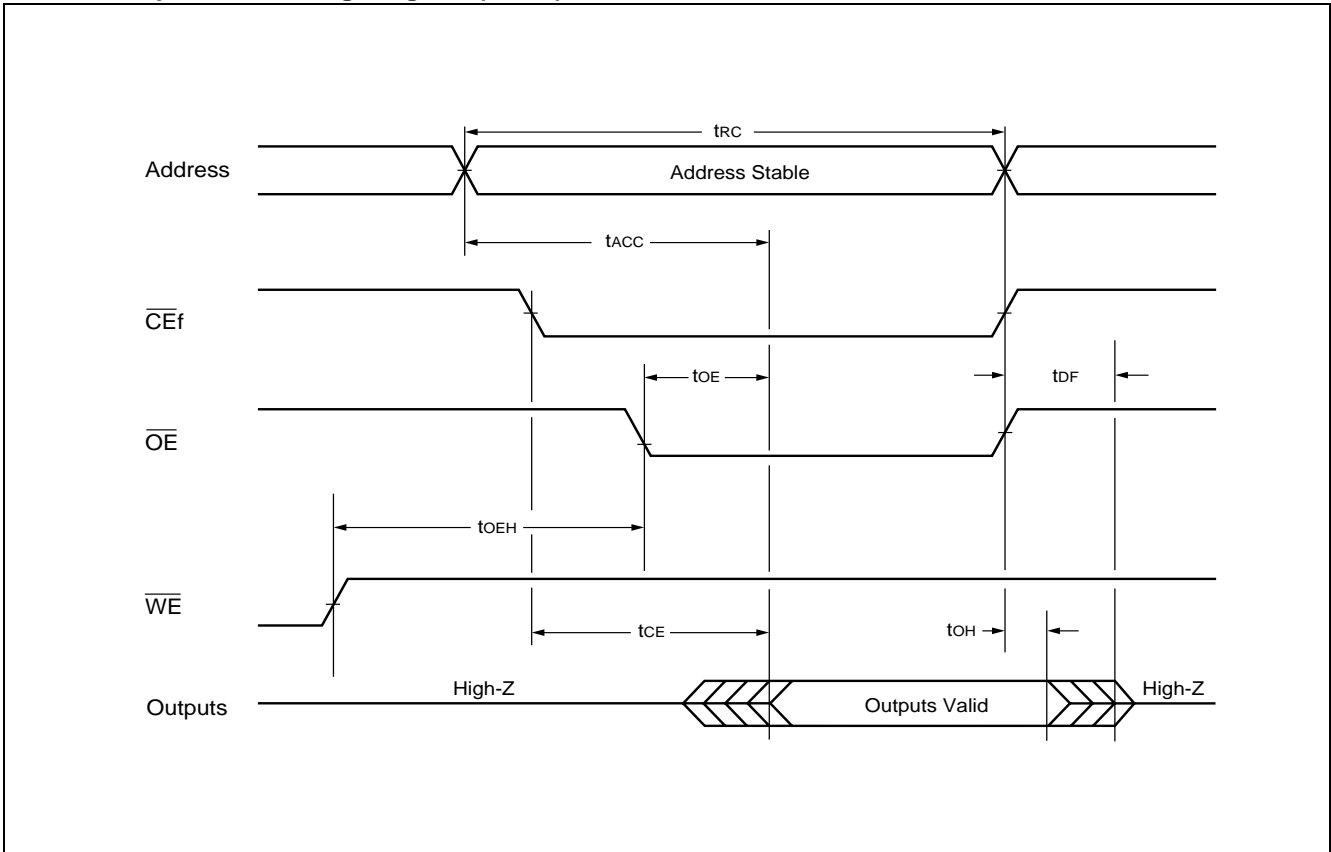 tRC
Address
Address Stable
tACC
CEf
tOE
tDF
OE
tOEH
WE
tCE
tOH
High-Z
High-Z
Outputs
Outputs Valid